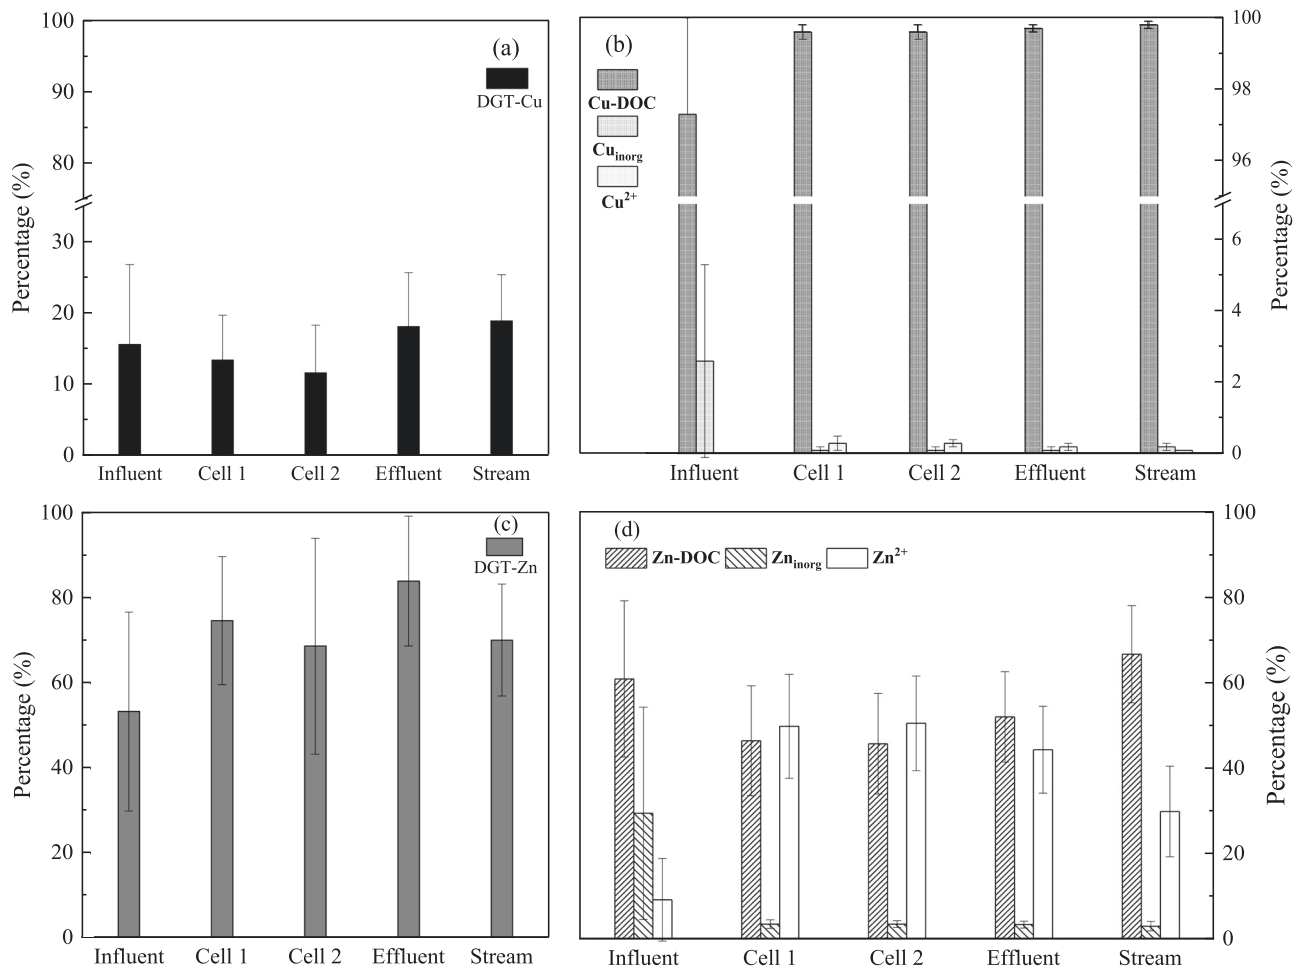 (a)
DGT-Cu
Percentage (%)
100
90
80
30
20
10
0
Influent Cell 1 Cell 2 Effluent Stream
(b)
Cu-DOC
Cuinorg
Cu2+
100
98
96
6
4
2
0
Percentage (%)
Influent Cell 1 Cell 2 Effluent Stream
(c)
DGT-Zn
Percentage (%)
100
80
60
40
20
0
Influent Cell 1 Cell 2 Effluent Stream
(d)
Zn-DOC Zninorg Zn2+
100
80
60
40
20
0
Percentage (%)
Influent Cell 1 Cell 2 Effluent Stream